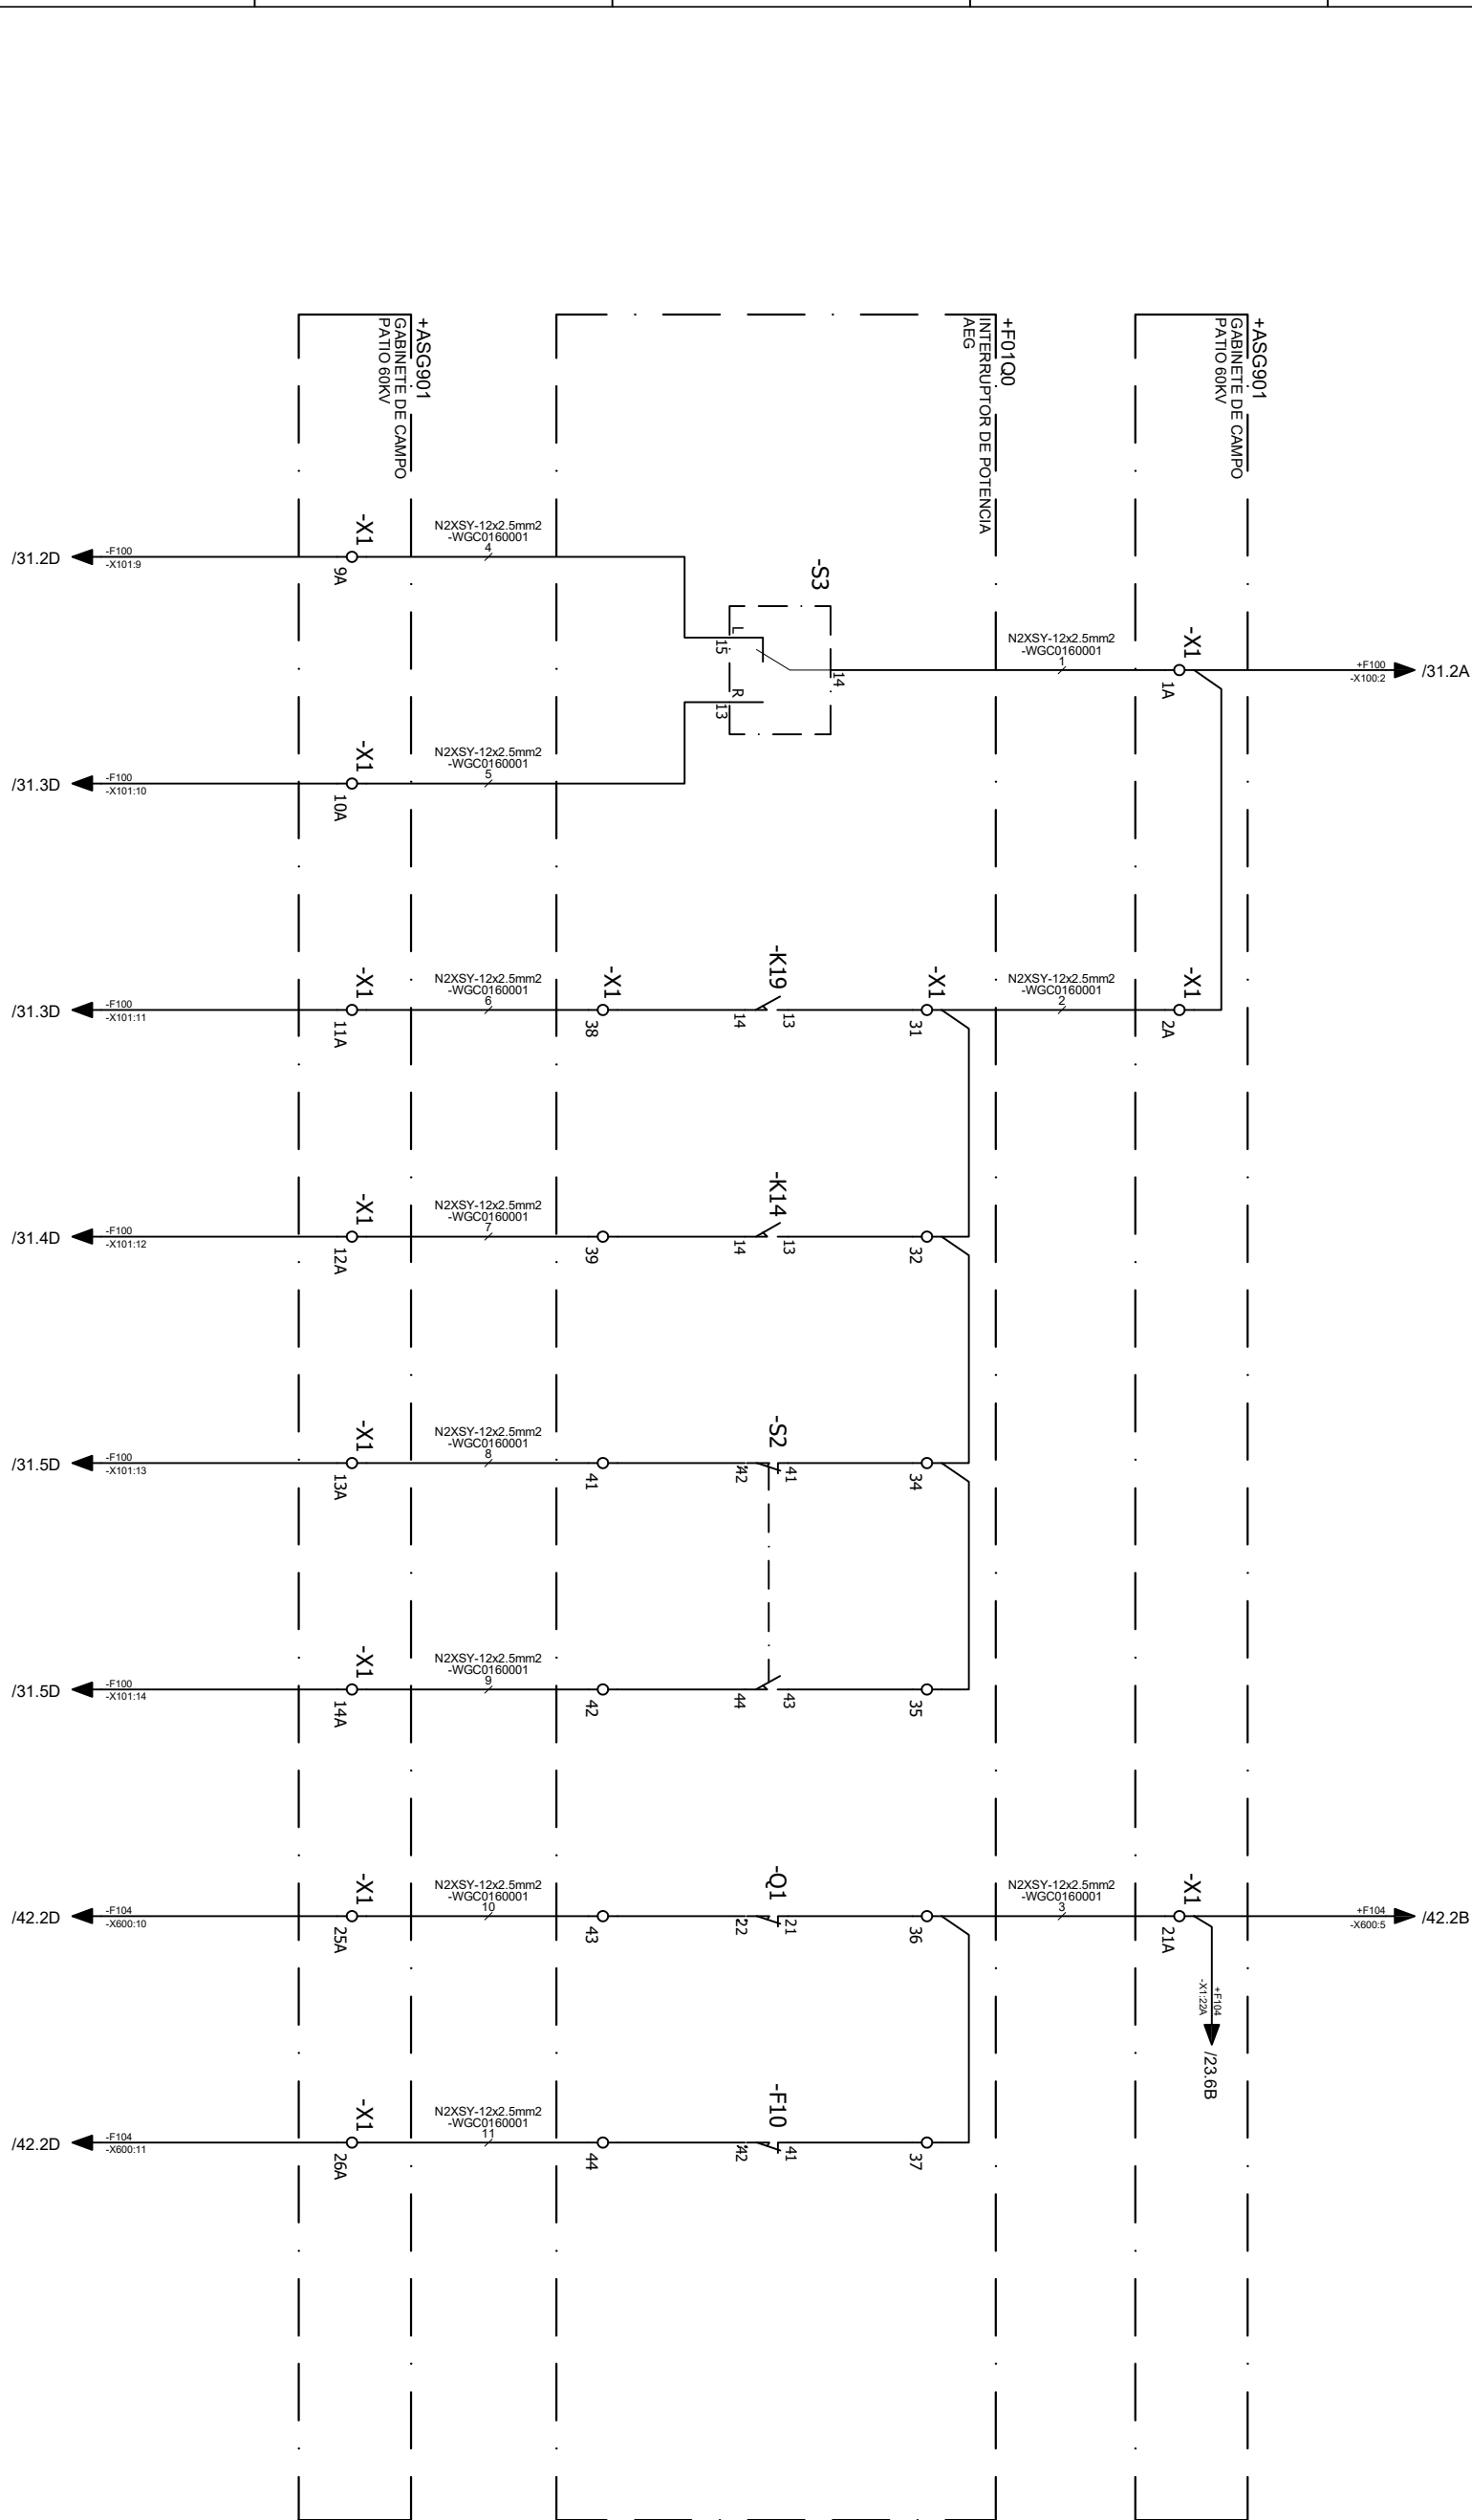 +ASG901
GABINETE DE CAMPO
PATIO 60KV
+F01Q0
INTERRUPTOR DE POTENCIA
AEG
+ASG901
GABINETE DE CAMPO
PATIO 60KV
/31.2D
-F100
-X101:9
-X1
9A
N2XSY-12x2.5mm2
-WGC0160001
4
-S3
L
15
14
R
13
N2XSY-12x2.5mm2
-WGC0160001
1
-X1
1A
+F100
-X100:2
/31.2A
/31.3D
-F100
-X101:10
-X1
10A
N2XSY-12x2.5mm2
-WGC0160001
5
/31.3D
-F100
-X101:11
-X1
11A
N2XSY-12x2.5mm2
-WGC0160001
6
-X1
38
-K19
14
13
-X1
31
N2XSY-12x2.5mm2
-WGC0160001
2
-X1
2A
/31.4D
-F100
-X101:12
-X1
12A
N2XSY-12x2.5mm2
-WGC0160001
7
39
-K14
14
13
32
/31.5D
-F100
-X101:13
-X1
13A
N2XSY-12x2.5mm2
-WGC0160001
8
41
-S2
42
41
34
/31.5D
-F100
-X101:14
-X1
14A
N2XSY-12x2.5mm2
-WGC0160001
9
42
44
43
35
/42.2D
-F104
-X600:10
-X1
25A
N2XSY-12x2.5mm2
-WGC0160001
10
43
-Q1
22
21
36
N2XSY-12x2.5mm2
-WGC0160001
3
-X1
21A
+F104
-X600:5
/42.2B
+F104
-X1:22A
/23.6B
/42.2D
-F104
-X600:11
-X1
26A
N2XSY-12x2.5mm2
-WGC0160001
11
44
-F10
42
41
37